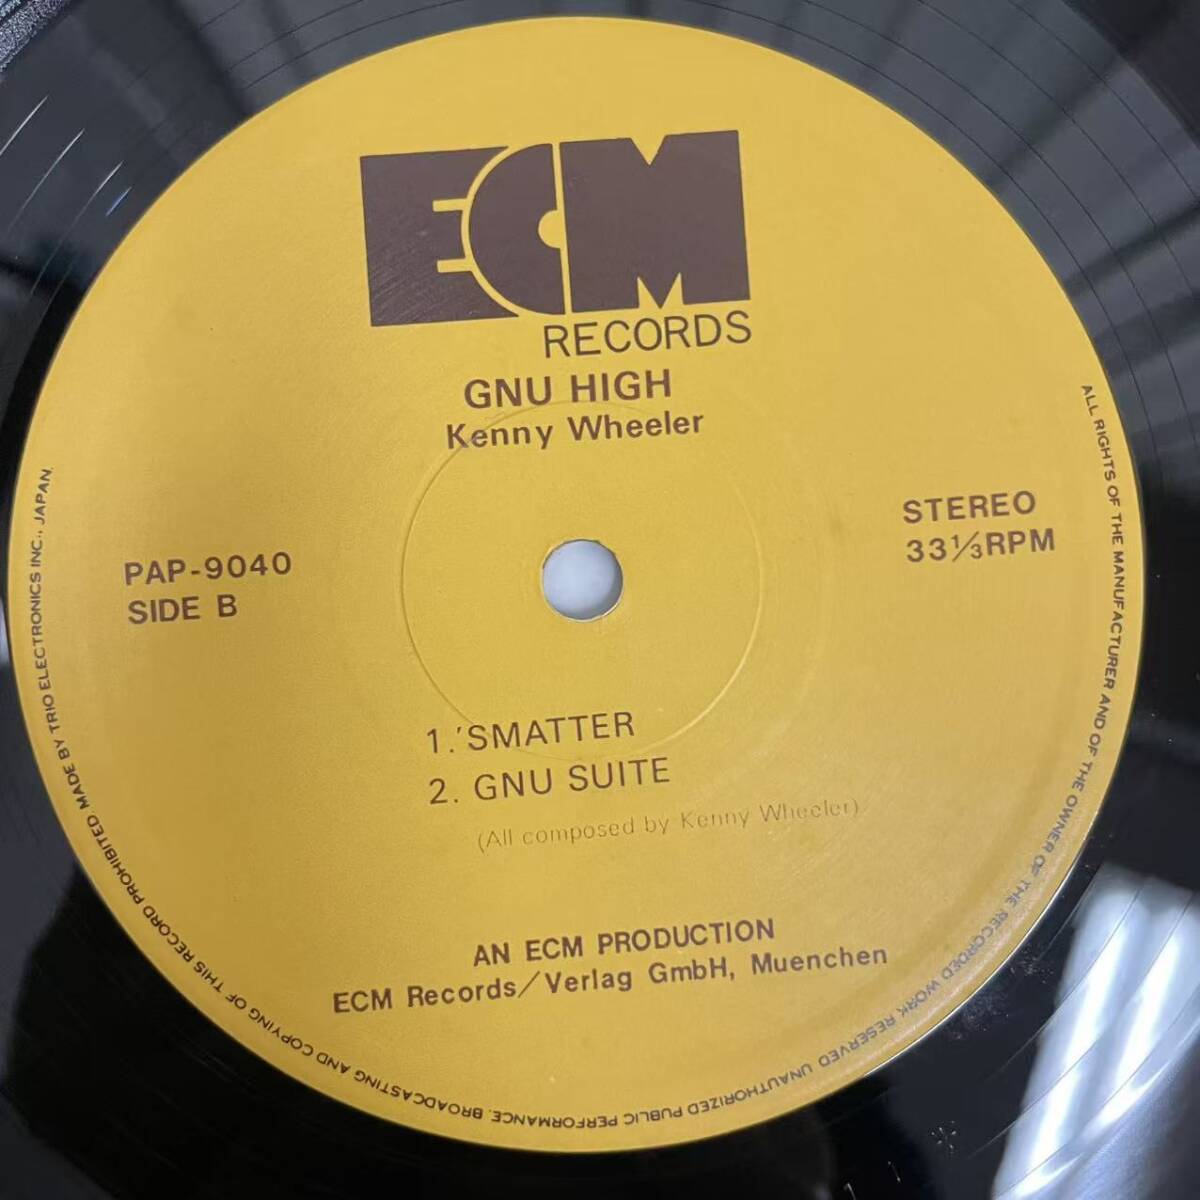 ECM
RECORDS
GNU HIGH
Kenny Wheeler
STEREO
33⅓RPM
PAP-9040
SIDE B
1.'SMATTER
2. GNU SUITE
(All composed by Kenny Wheeler)
AN ECM PRODUCTION
ECM Records/Verlag GmbH, Muenchen
ALL RIGHTS OF THE MANUFACTURER AND OF THE OWNER OF THE RECORDED WORK RESERVED. UNAUTHORIZED PUBLIC PERFORMANCE, BROADCASTING AND COPYING OF THIS RECORD PROHIBITED. MADE BY TRIO ELECTRONICS INC., JAPAN.